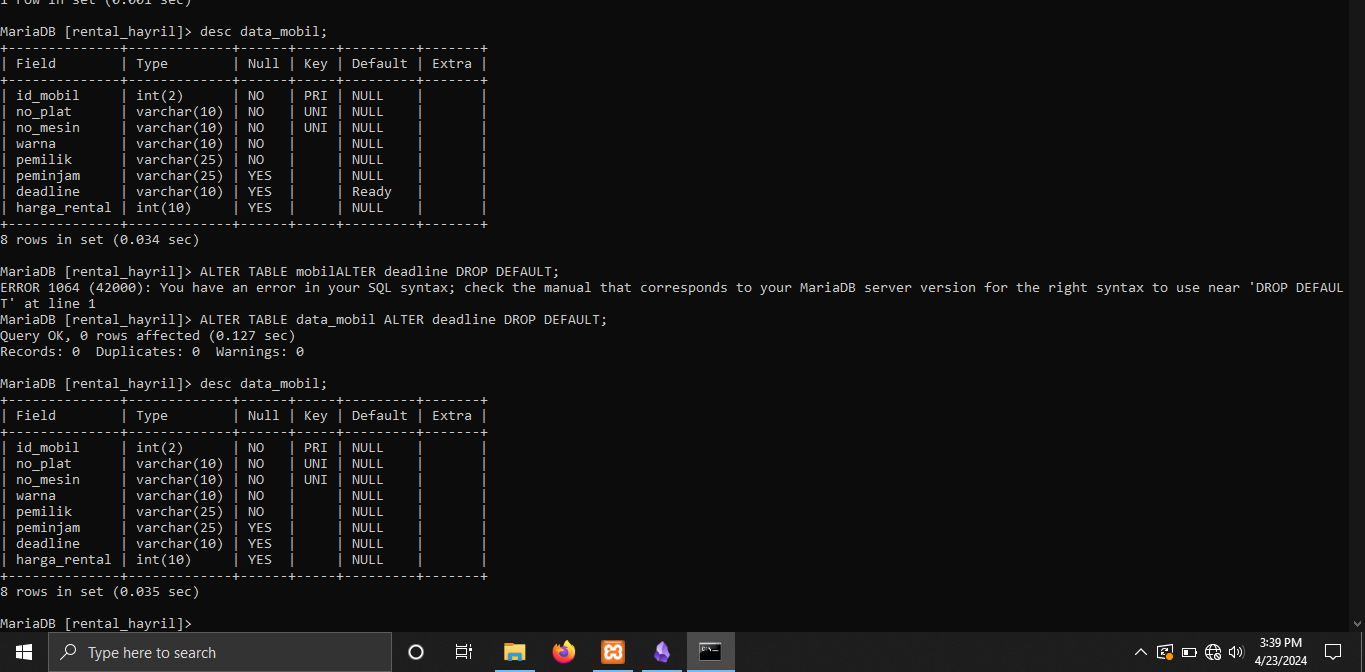 1 row in set (0.001 sec)
MariaDB [rental_hayril]> desc data_mobil;
+--------------+-------------+------+-----+---------+-------+
| Field        | Type        | Null | Key | Default | Extra |
+--------------+-------------+------+-----+---------+-------+
| id_mobil     | int(2)      | NO   | PRI | NULL    |       |
| no_plat      | varchar(10) | NO   | UNI | NULL    |       |
| no_mesin     | varchar(10) | NO   | UNI | NULL    |       |
| warna        | varchar(10) | NO   |     | NULL    |       |
| pemilik      | varchar(25) | NO   |     | NULL    |       |
| peminjam     | varchar(25) | YES  |     | NULL    |       |
| deadline     | varchar(10) | YES  |     | Ready   |       |
| harga_rental | int(10)     | YES  |     | NULL    |       |
+--------------+-------------+------+-----+---------+-------+
8 rows in set (0.034 sec)
MariaDB [rental_hayril]> ALTER TABLE mobilALTER deadline DROP DEFAULT;
ERROR 1064 (42000): You have an error in your SQL syntax; check the manual that corresponds to your MariaDB server version for the right syntax to use near 'DROP DEFAUL
T' at line 1
MariaDB [rental_hayril]> ALTER TABLE data_mobil ALTER deadline DROP DEFAULT;
Query OK, 0 rows affected (0.127 sec)
Records: 0  Duplicates: 0  Warnings: 0
MariaDB [rental_hayril]> desc data_mobil;
+--------------+-------------+------+-----+---------+-------+
| Field        | Type        | Null | Key | Default | Extra |
+--------------+-------------+------+-----+---------+-------+
| id_mobil     | int(2)      | NO   | PRI | NULL    |       |
| no_plat      | varchar(10) | NO   | UNI | NULL    |       |
| no_mesin     | varchar(10) | NO   | UNI | NULL    |       |
| warna        | varchar(10) | NO   |     | NULL    |       |
| pemilik      | varchar(25) | NO   |     | NULL    |       |
| peminjam     | varchar(25) | YES  |     | NULL    |       |
| deadline     | varchar(10) | YES  |     | NULL    |       |
| harga_rental | int(10)     | YES  |     | NULL    |       |
+--------------+-------------+------+-----+---------+-------+
8 rows in set (0.035 sec)
MariaDB [rental_hayril]>
Type here to search
3:39 PM
4/23/2024